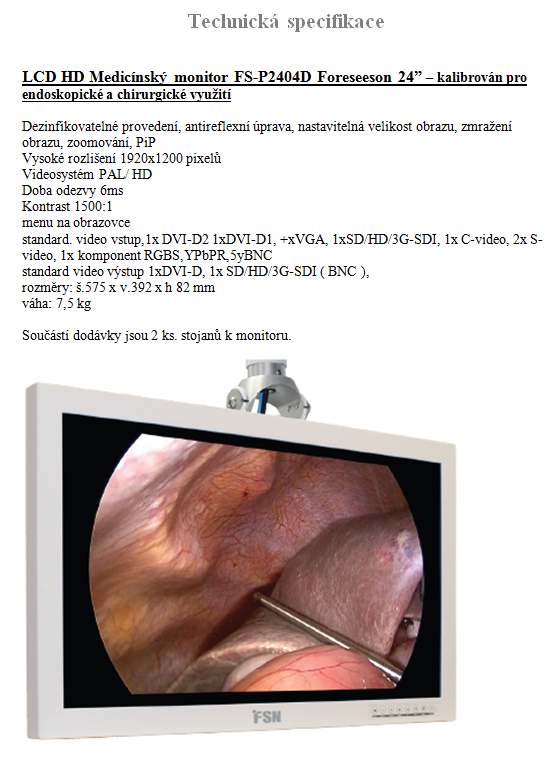 Technická specifikace
LCD HD Medicínský monitor FS-P2404D Foreseeson 24” – kalibrován pro
endoskopické a chirurgické využití
Dezinfikovatelné provedení, antireflexní úprava, nastavitelná velikost obrazu, zmražení
obrazu, zoomování, PiP
Vysoké rozlišení 1920x1200 pixelů
Videosystém PAL/ HD
Doba odezvy 6ms
Kontrast 1500:1
menu na obrazovce
standard. video vstup,1x DVI-D2 1xDVI-D1, +xVGA, 1xSD/HD/3G-SDI, 1x C-video, 2x S-
video, 1x komponent RGBS,YPbPR,5yBNC
standard video výstup 1xDVI-D, 1x SD/HD/3G-SDI ( BNC ),
rozměry: š.575 x v.392 x h 82 mm
váha: 7,5 kg
Součástí dodávky jsou 2 ks. stojanů k monitoru.
FSN